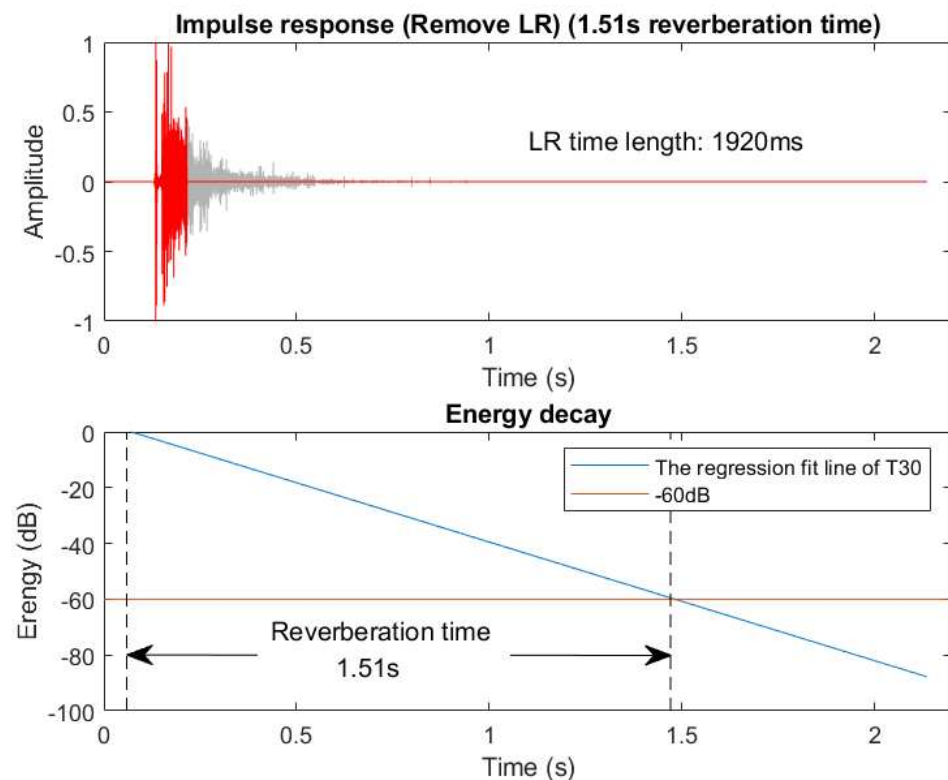 Impulse response (Remove LR) (1.51s reverberation time)
1
0.5
0
-0.5
-1
Amplitude
LR time length: 1920ms
0
0.5
1
1.5
2
Time (s)
Energy decay
0
-20
-40
-60
-80
-100
Erengy (dB)
The regression fit line of T30
-60dB
Reverberation time
1.51s
0
0.5
1
1.5
2
Time (s)